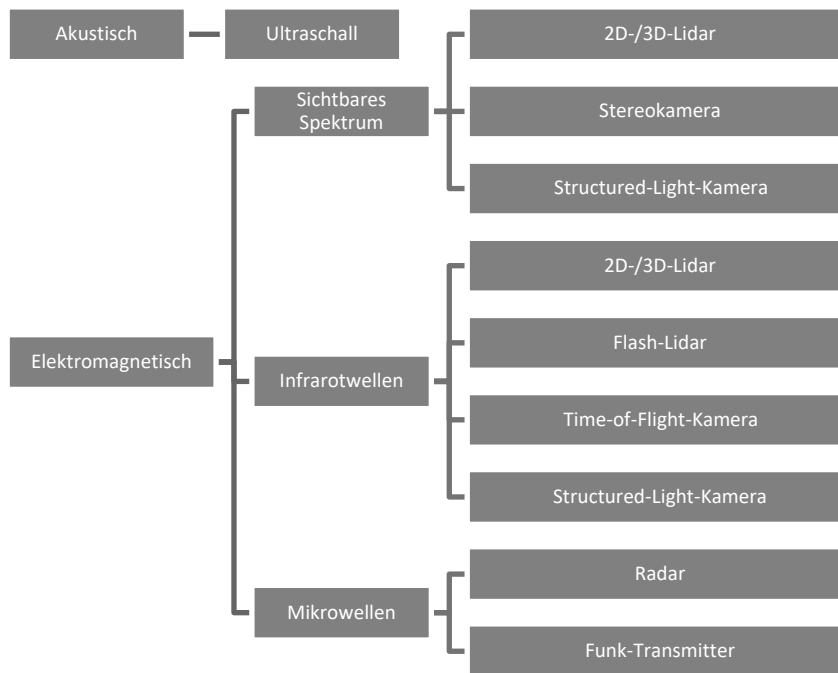 Akustisch
Ultraschall
Elektromagnetisch
Sichtbares
Spektrum
2D-/3D-Lidar
Stereokamera
Structured-Light-Kamera
Infrarotwellen
2D-/3D-Lidar
Flash-Lidar
Time-of-Flight-Kamera
Structured-Light-Kamera
Mikrowellen
Radar
Funk-Transmitter